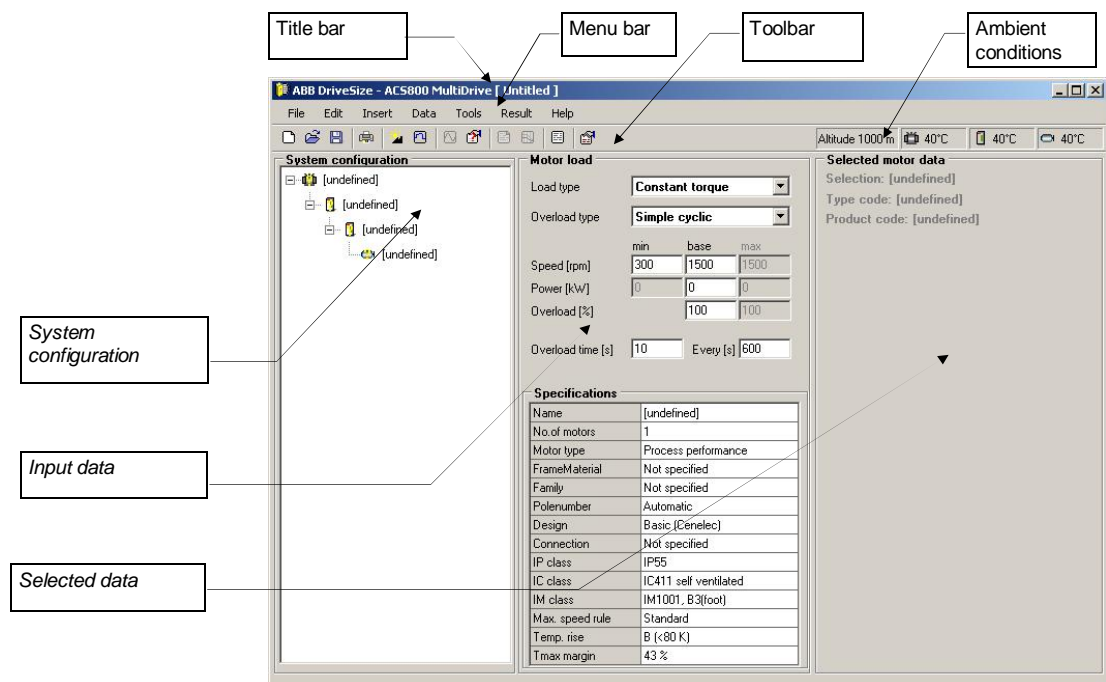 Title bar
Menu bar
Toolbar
Ambient
conditions
ABB DriveSize - ACS800 MultiDrive [ Untitled ]
File Edit Insert Data Tools Result Help
Altitude 1000 m 40°C 40°C 40°C
System configuration
[undefined]
[undefined]
[undefined]
[undefined]
Motor load
Load type Constant torque
Overload type Simple cyclic
min base max
Speed [rpm] 300 1500 1500
Power [kW] 0 0 0
Overload [%] 100 100
Overload time [s] 10 Every [s] 600
Specifications
Name [undefined]
No.of motors 1
Motor type Process performance
FrameMaterial Not specified
Family Not specified
Polenumber Automatic
Design Basic (Cenelec)
Connection Not specified
IP class IP55
IC class IC411 self ventilated
IM class IM1001, B3(foot)
Max. speed rule Standard
Temp. rise B (<80 K)
Tmax margin 43 %
Selected motor data
Selection: [undefined]
Type code: [undefined]
Product code: [undefined]
System
configuration
Input data
Selected data